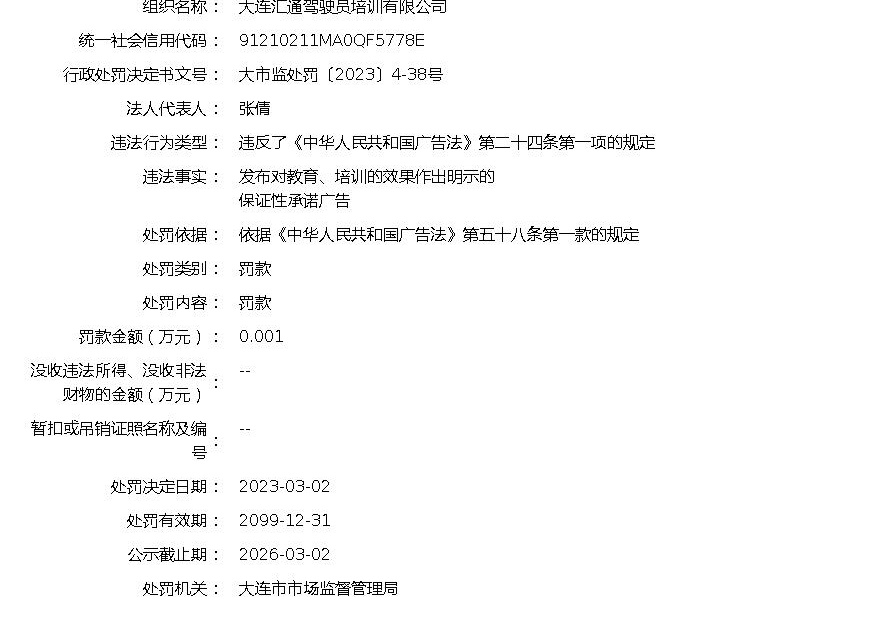 组织名称： 大连汇通驾驶员培训有限公司
统一社会信用代码： 91210211MA0QF5778E
行政处罚决定书文号： 大市监处罚〔2023〕4-38号
法人代表人： 张倩
违法行为类型： 违反了《中华人民共和国广告法》第二十四条第一项的规定
违法事实： 发布对教育、培训的效果作出明示的
保证性承诺广告
处罚依据： 依据《中华人民共和国广告法》第五十八条第一款的规定
处罚类别： 罚款
处罚内容： 罚款
罚款金额（万元）： 0.001
没收违法所得、没收非法
财物的金额（万元）： --
暂扣或吊销证照名称及编
号： --
处罚决定日期： 2023-03-02
处罚有效期： 2099-12-31
公示截止期： 2026-03-02
处罚机关： 大连市市场监督管理局